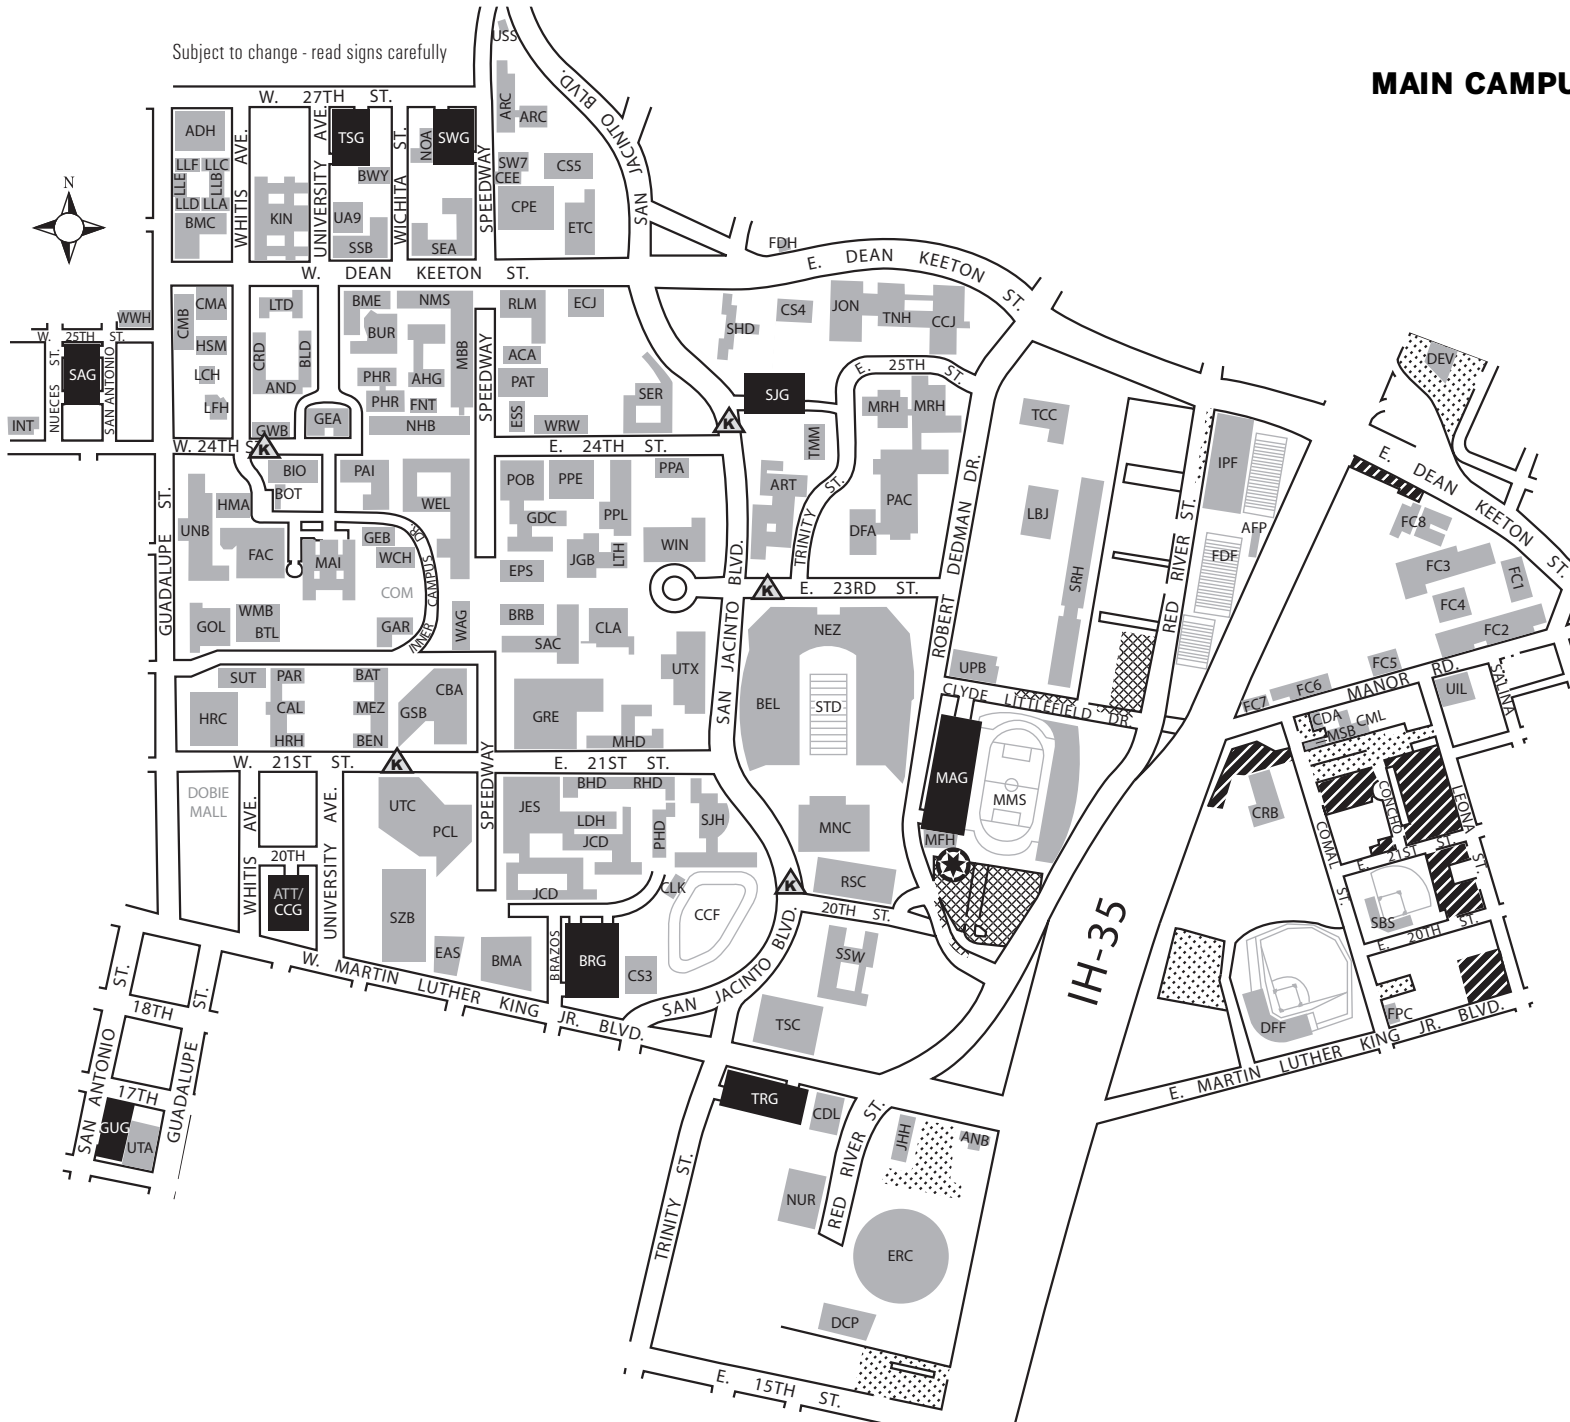 Subject to change - read signs carefully
MAIN CAMPU
N
USS
SAN JACINTO BLVD.
W. 27TH ST.
ADH
WHITIS AVE.
UNIVERSITY AVE.
TSG
WICHITA ST.
NOA
SWG
SPEEDWAY
ARC
ARC
LLF
LLC
LLE
LLB
LLD
LLA
BMC
KIN
BWY
UA9
SSB
SEA
SW7
CEE
CS5
CPE
ETC
SAN
FDH
W. DEAN KEETON ST.
E. DEAN KEETON ST.
WWH
CMB
CMA
LTD
BME
NMS
RLM
ECJ
SHD
CS4
JON
TNH
CCJ
W. 25TH ST.
SAG
NUECES ST.
SAN ANTONIO
INT
HSM
LCH
LFH
CRD
BLD
AND
BUR
MBB
PHR
AHG
PHR
FNT
SPEEDWAY
ACA
PAT
ESS
WRW
SER
SJG
E. 25TH ST.
MRH
MRH
TCC
DEV
GWB
GEA
NHB
K
W. 24TH ST
K
E. 24TH ST.
TMM
IPF
E. DEAN KEETON ST.
BIO
BOT
PAI
WEL
POB
PPE
PPA
GDC
PPL
ART
TRINITY ST.
PAC
DFA
LBJ
AFP
FDF
FC8
GUADALUPE ST.
UNB
HMA
FAC
MAI
GEB
WCH
COM
INNER CAMPUS DR.
GAR
WAG
EPS
JGB
LTH
WIN
SAN JACINTO BLVD.
K
E. 23RD ST.
ROBERT DEDMAN DR.
SRH
RED RIVER ST.
FC3
FC1
FC4
FC2
GOL
WMB
BTL
BRB
SAC
CLA
UTX
NEZ
BEL
STD
UPB
CLYDE LITTLEFIELD DR.
FC5
FC6
FC7
MANOR RD.
UIL
SALINA
SUT
PAR
BAT
CBA
HRC
CAL
MEZ
GSB
HRH
BEN
GRE
MHD
CDA
CML
MSB
W. 21ST ST.
K
SPEEDWAY
E. 21ST ST.
MAG
MMS
DOBIE
MALL
WHITIS AVE.
UNIVERSITY AVE.
UTC
PCL
JES
BHD
RHD
LDH
JCD
PHD
SJH
MNC
MFH
CRB
CONCHO
LEONA ST.
COMAL ST.
E. 21ST ST.
20TH
ATT/
CCG
SZB
JCD
CLK
CCF
K
RSC
20TH ST.
SBS
E. 20TH ST.
EAS
BMA
BRAZOS
BRG
CS3
SSW
IH-35
W. MARTIN LUTHER KING JR. BLVD.
SAN JACINTO BLVD.
TSC
DFF
FPC
E. MARTIN LUTHER KING JR. BLVD.
ST.
18TH
ST.
SAN ANTONIO
GUADALUPE
17TH
GUG
UTA
TRG
CDL
RED RIVER ST.
JHH
ANB
TRINITY ST.
NUR
ERC
DCP
E. 15TH ST.